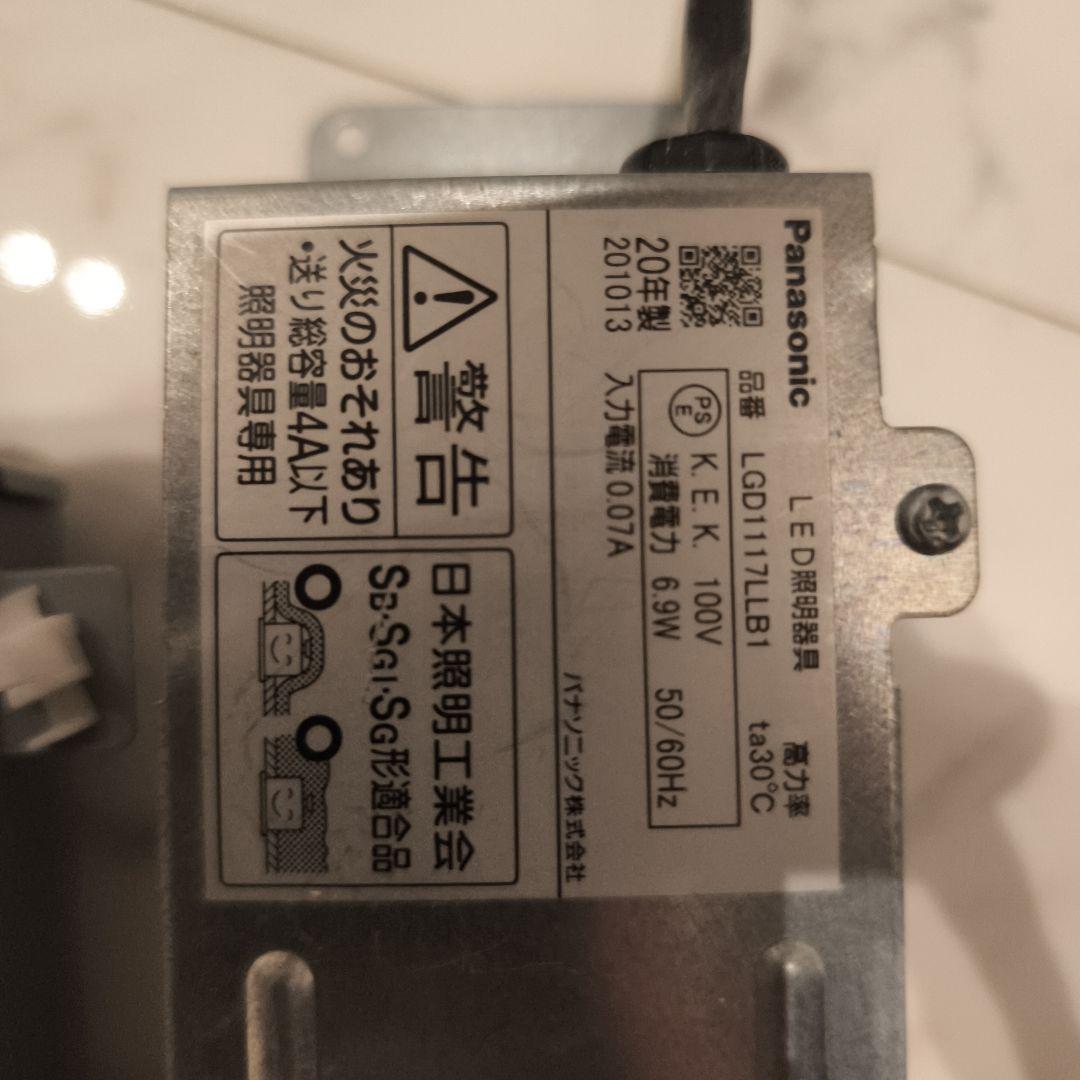 Panasonic LED照明器具 高力率
品番 LGD1117LLB1 ta30℃
PS
E
K.E.K. 100V 50/60Hz
消費電力 6.9W
20年製
201013
入力電流 0.07A
パナソニック株式会社
警告
火災のおそれあり
•送り総容量4A以下
照明器具専用
日本照明工業会
SB·SGI·SG形適合品